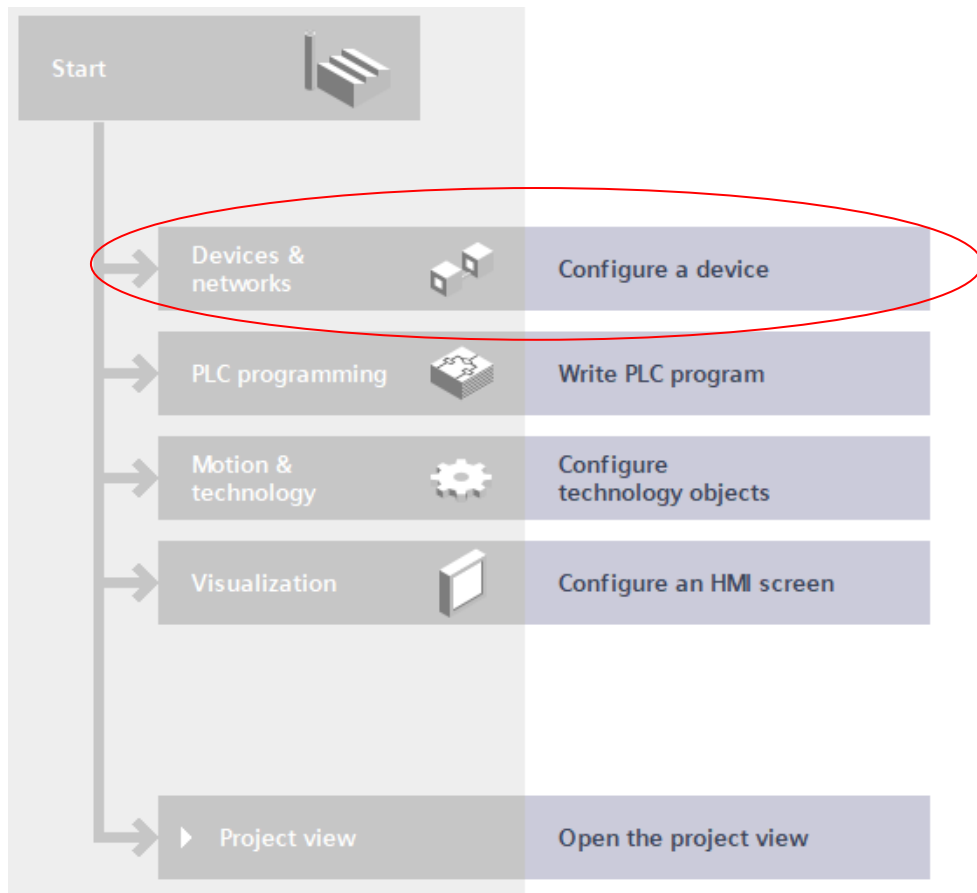 Start
Devices &
networks
Configure a device
PLC programming
Write PLC program
Motion &
technology
Configure
technology objects
Visualization
Configure an HMI screen
Project view
Open the project view